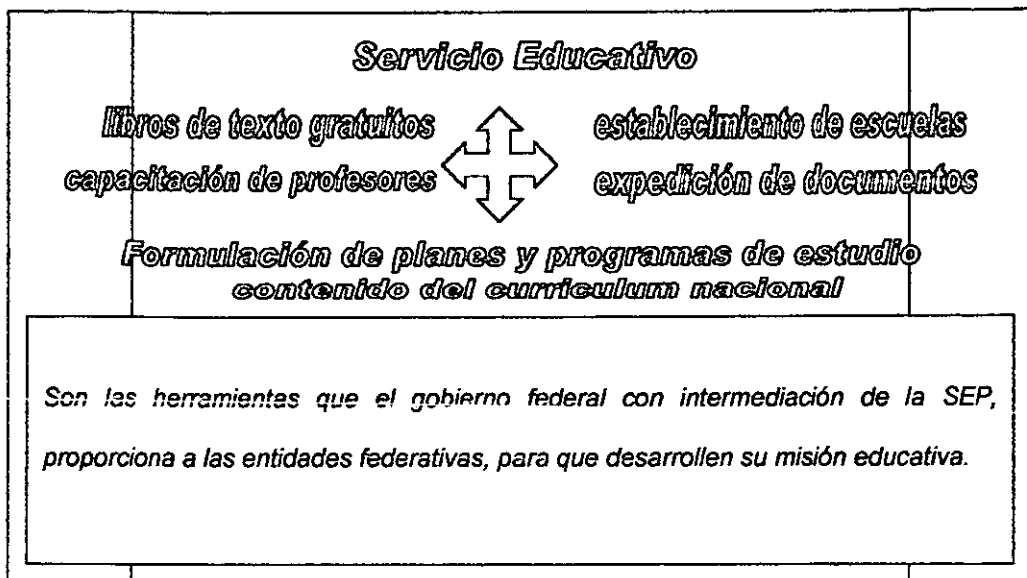 Servicio Educativo
libros de texto gratuitos
establecimiento de escuelas
capacitación de profesores
expedición de documentos
Formulación de planes y programas de estudio
contenido del curriculum nacional
Son las herramientas que el gobierno federal con intermediación de la SEP,
proporciona a las entidades federativas, para que desarrollen su misión educativa.